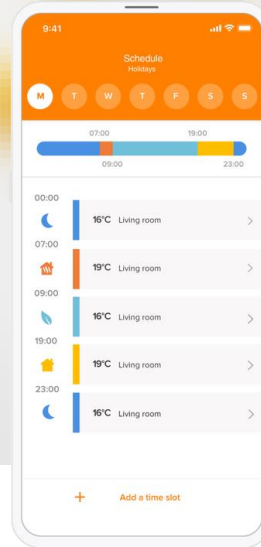 9:41
Schedule
Holidays
M T W T F S S
07:00 19:00
09:00 23:00
00:00
16°C Living room
07:00
19°C Living room
09:00
16°C Living room
19:00
19°C Living room
23:00
16°C Living room
+ Add a time slot